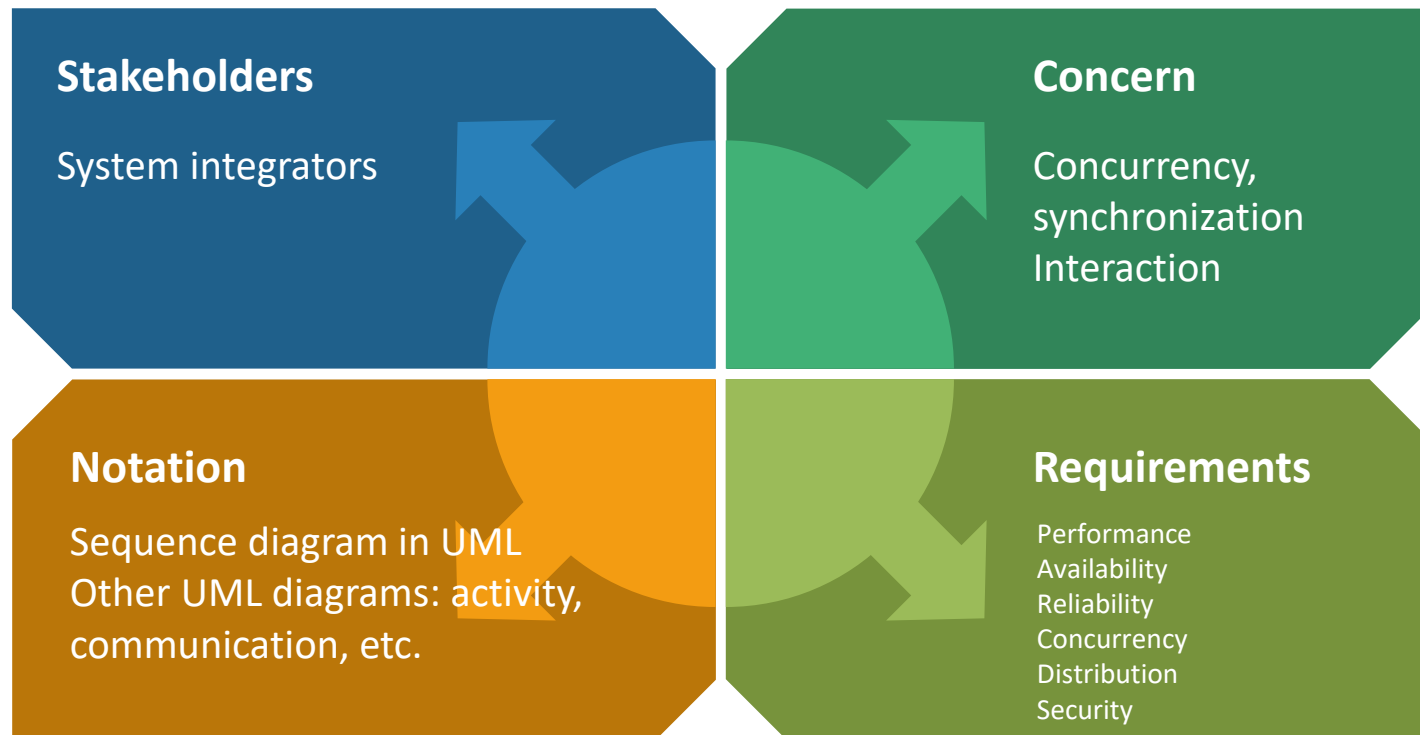 Stakeholders
System integrators
Concern
Concurrency,
synchronization
Interaction
Notation
Sequence diagram in UML
Other UML diagrams: activity,
communication, etc.
Requirements
Performance
Availability
Reliability
Concurrency
Distribution
Security